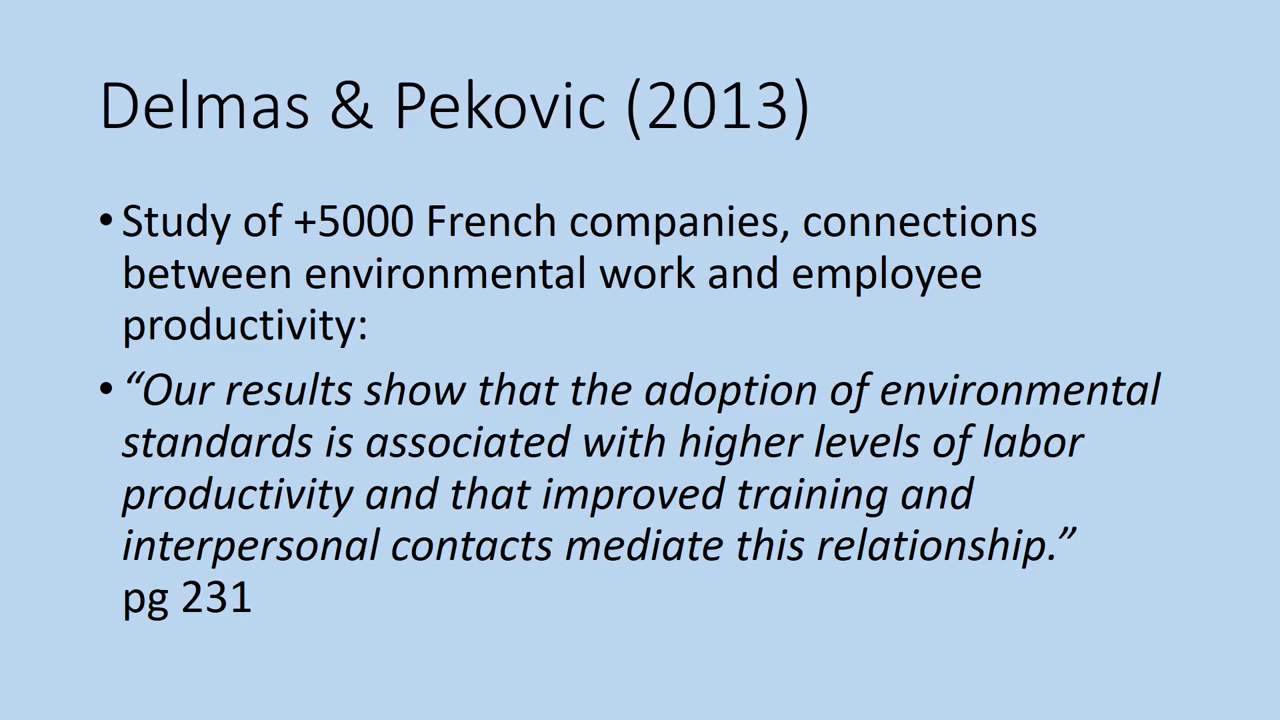 Delmas & Pekovic (2013)
• Study of +5000 French companies, connections
between environmental work and employee
productivity:
• “Our results show that the adoption of environmental
standards is associated with higher levels of labor
productivity and that improved training and
interpersonal contacts mediate this relationship.”
pg 231